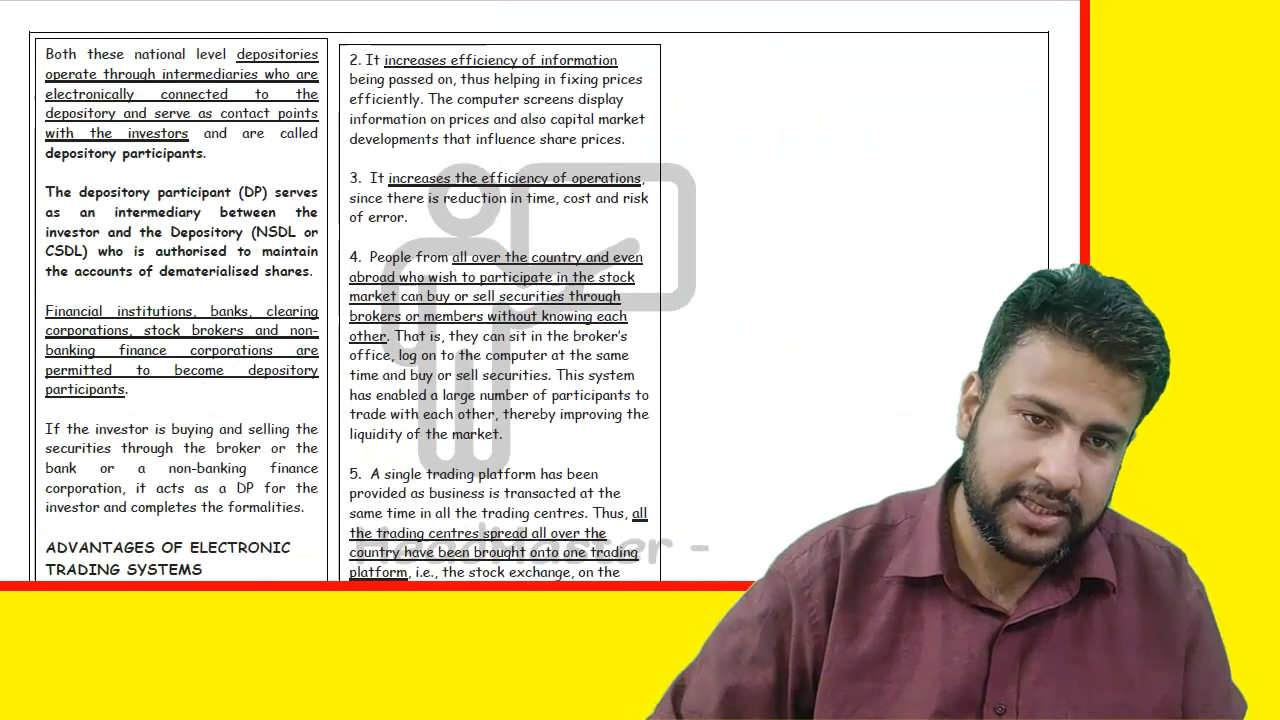 Both these national level depositories
operate through intermediaries who are
electronically connected to the
depository and serve as contact points
with the investors and are called
depository participants.
The depository participant (DP) serves
as an intermediary between the
investor and the Depository (NSDL or
CSDL) who is authorised to maintain
the accounts of dematerialised shares.
Financial institutions, banks, clearing
corporations, stock brokers and non-
banking finance corporations are
permitted to become depository
participants.
If the investor is buying and selling the
securities through the broker or the
bank or a non-banking finance
corporation, it acts as a DP for the
investor and completes the formalities.
ADVANTAGES OF ELECTRONIC
TRADING SYSTEMS
2. It increases efficiency of information
being passed on, thus helping in fixing prices
efficiently. The computer screens display
information on prices and also capital market
developments that influence share prices.
3. It increases the efficiency of operations,
since there is reduction in time, cost and risk
of error.
4. People from all over the country and even
abroad who wish to participate in the stock
market can buy or sell securities through
brokers or members without knowing each
other. That is, they can sit in the broker's
office, log on to the computer at the same
time and buy or sell securities. This system
has enabled a large number of participants to
trade with each other, thereby improving the
liquidity of the market.
5. A single trading platform has been
provided as business is transacted at the
same time in all the trading centres. Thus, all
the trading centres spread all over the
country have been brought onto one trading
platform, i.e., the stock exchange, on the
HeadMaster -